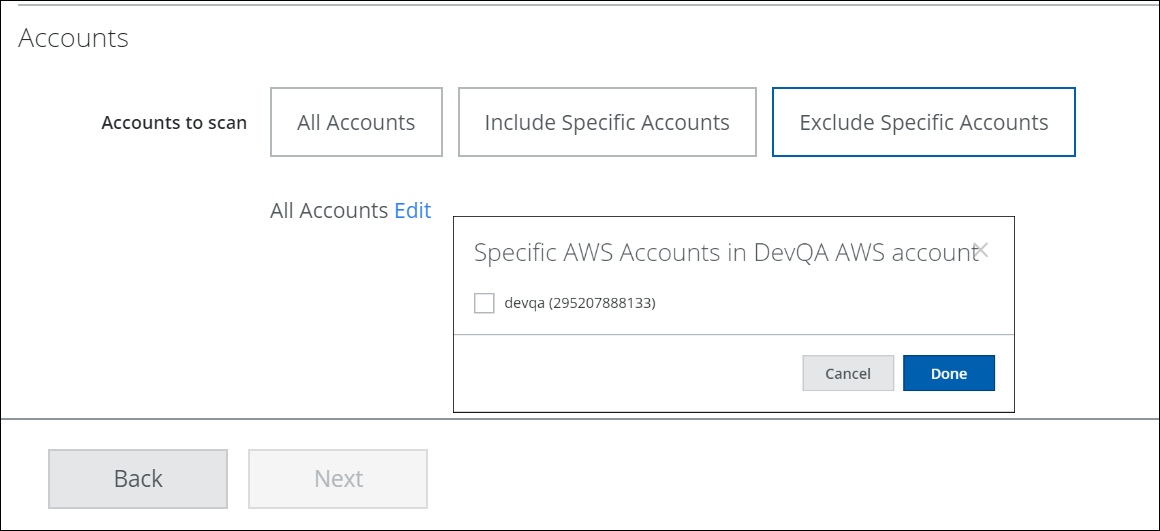 Accounts
Accounts to scan
All Accounts
Include Specific Accounts
Exclude Specific Accounts
All Accounts Edit
Specific AWS Accounts in DevQA AWS account
devqa (295207888133)
Cancel
Done
Back
Next